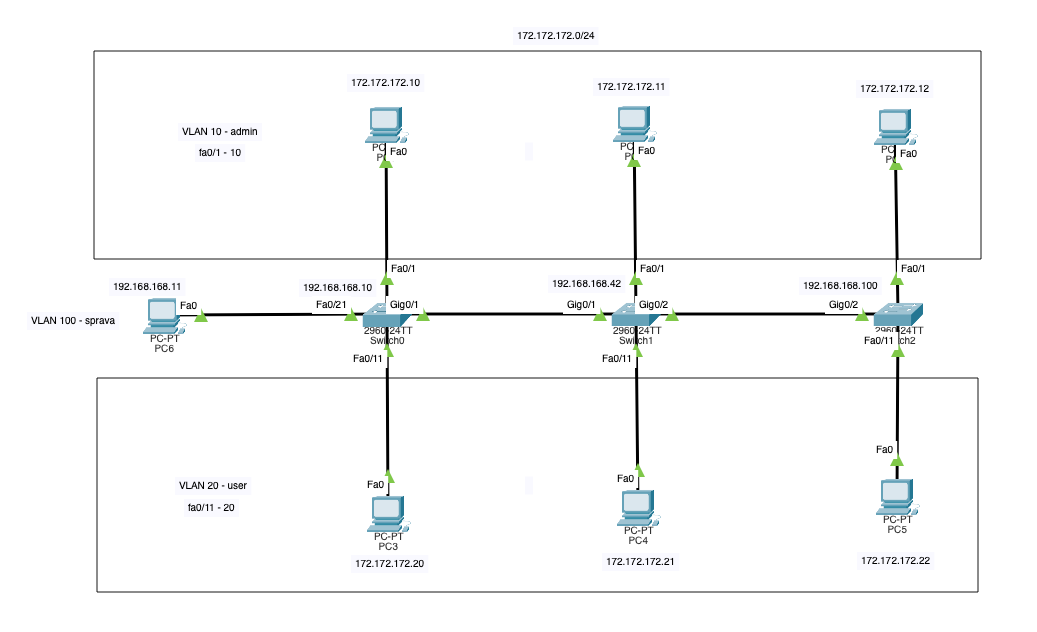 172.172.172.0/24
172.172.172.10
172.172.172.11
172.172.172.12
VLAN 10 - admin
fa0/1 - 10
Fa0
Fa0
Fa0
Fa0/1
Fa0/1
Fa0/1
192.168.168.11
192.168.168.10
192.168.168.42
192.168.168.100
Fa0
Fa0/21
Gig0/1
Gig0/1
Gig0/2
Gig0/2
VLAN 100 - sprava
PC-PT
PC6
2960-24TT
Switch0
2960-24TT
Switch1
2960-24TT
Fa0/11
Fa0/11
Fa0/11
VLAN 20 - user
fa0/11 - 20
Fa0
Fa0
Fa0
PC-PT
PC3
PC-PT
PC4
PC-PT
PC5
172.172.172.20
172.172.172.21
172.172.172.22